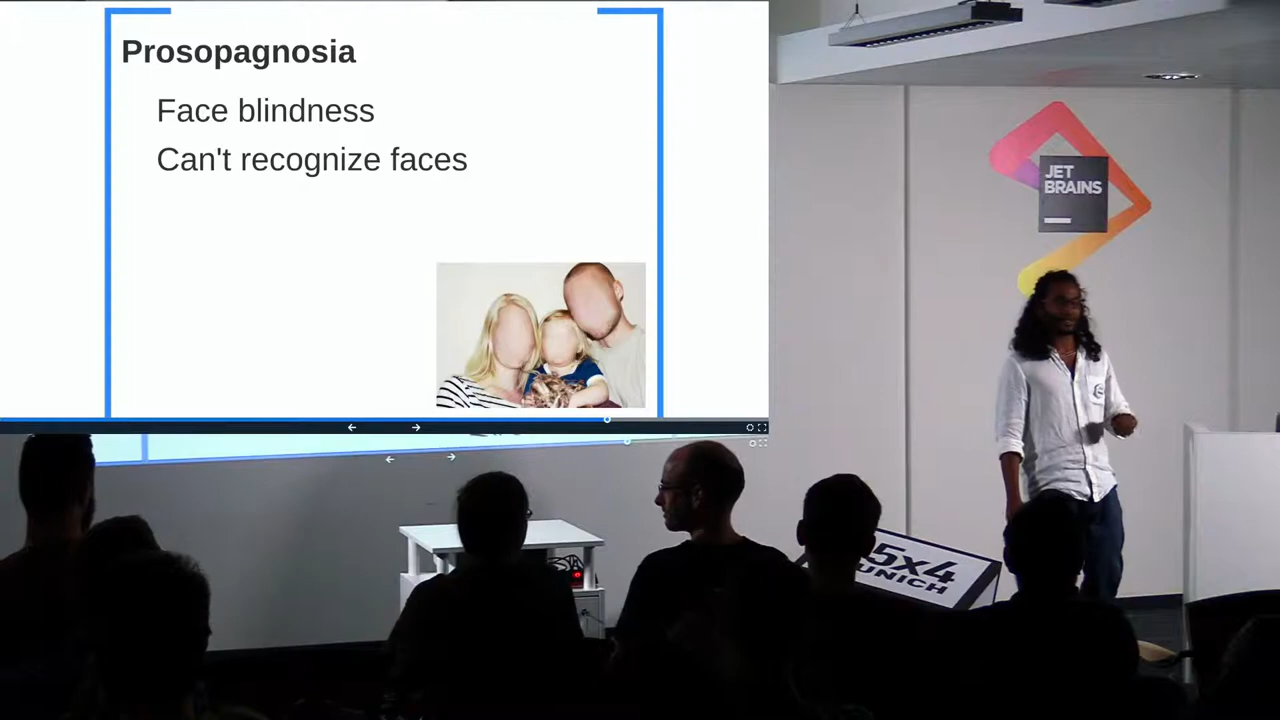 Prosopagnosia
Face blindness
Can't recognize faces
JET
BRAINS
5x4
UNICH